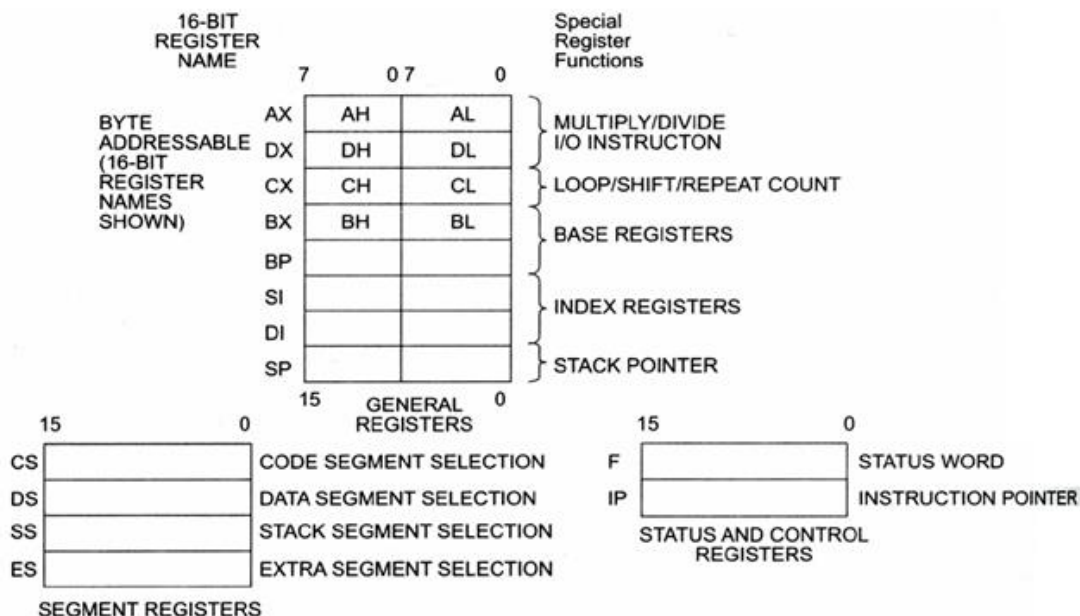 16-BIT
REGISTER
NAME
Special
Register
Functions
7 0 7 0
BYTE
ADDRESSABLE
(16-BIT
REGISTER
NAMES
SHOWN)
AX AH AL
DX DH DL
MULTIPLY/DIVIDE
I/O INSTRUCTON
CX CH CL
LOOP/SHIFT/REPEAT COUNT
BX BH BL
BP
BASE REGISTERS
SI
DI
INDEX REGISTERS
SP
STACK POINTER
15 0
GENERAL
REGISTERS
15 0
CS CODE SEGMENT SELECTION
DS DATA SEGMENT SELECTION
SS STACK SEGMENT SELECTION
ES EXTRA SEGMENT SELECTION
SEGMENT REGISTERS
15 0
F STATUS WORD
IP INSTRUCTION POINTER
STATUS AND CONTROL
REGISTERS